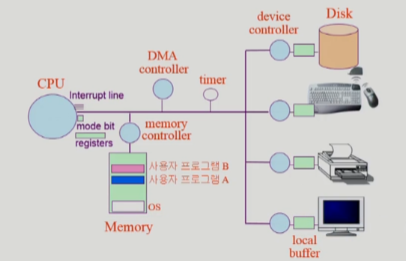 device
controller
Disk
DMA
controller
timer
CPU
Interrupt line
mode bit
registers
memory
controller
사용자 프로그램 B
사용자 프로그램 A
OS
Memory
local
buffer